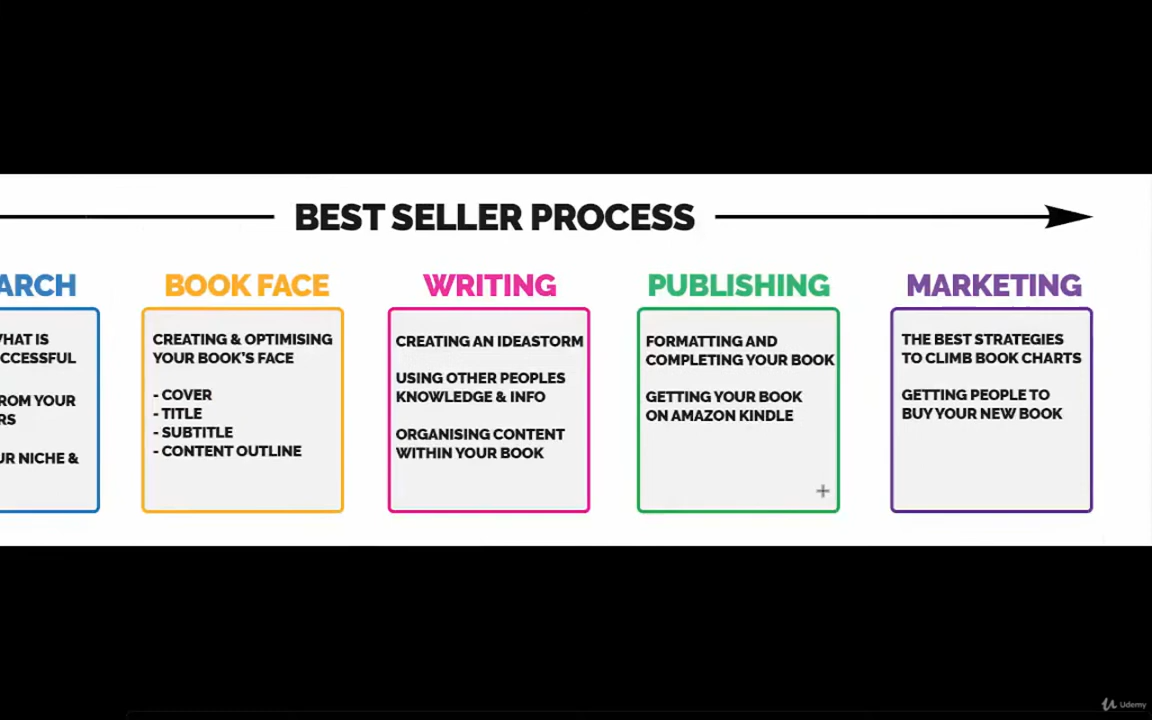 BEST SELLER PROCESS
ARCH
HAT IS
CCESSFUL
ROM YOUR
RS
UR NICHE &
BOOK FACE
CREATING & OPTIMISING
YOUR BOOK'S FACE
- COVER
- TITLE
- SUBTITLE
- CONTENT OUTLINE
WRITING
CREATING AN IDEASTORM
USING OTHER PEOPLES
KNOWLEDGE & INFO
ORGANISING CONTENT
WITHIN YOUR BOOK
PUBLISHING
FORMATTING AND
COMPLETING YOUR BOOK
GETTING YOUR BOOK
ON AMAZON KINDLE
MARKETING
THE BEST STRATEGIES
TO CLIMB BOOK CHARTS
GETTING PEOPLE TO
BUY YOUR NEW BOOK
Udemy